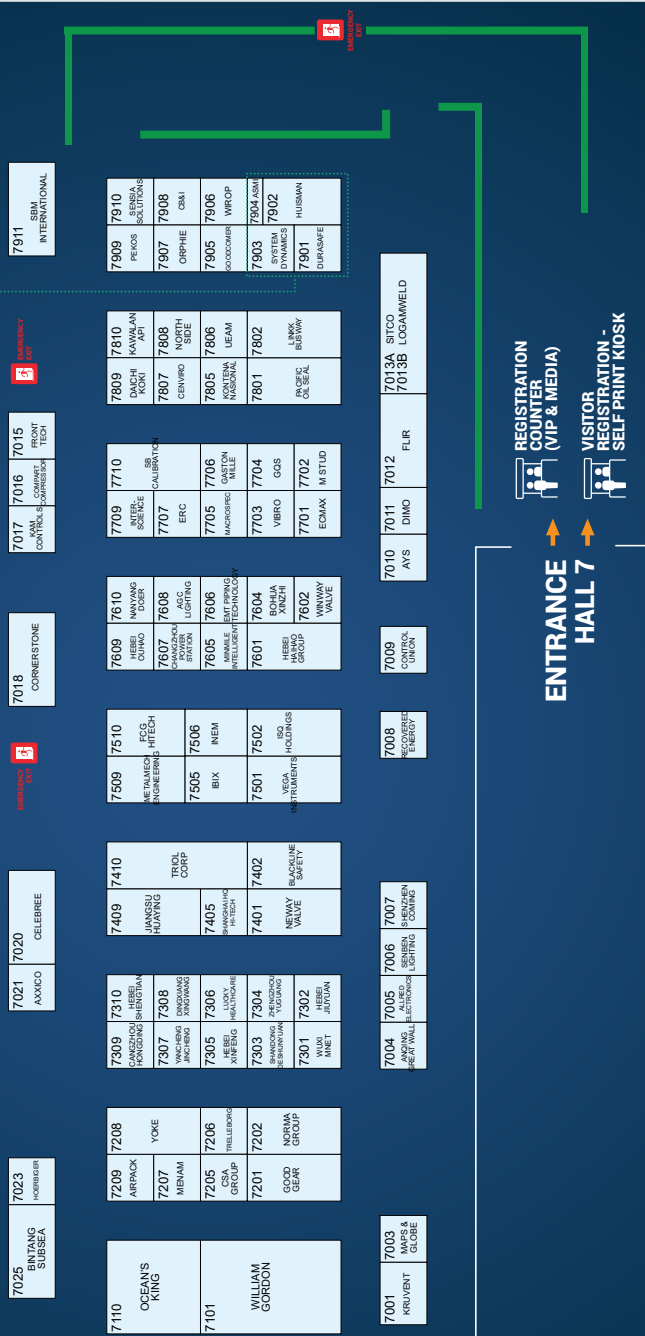 EMERGENCY
EXIT
7911
SBM
INTERNATIONAL
7910
SENSIA
SOLUTIONS
7908
CB&I
7906
WIROP
7904 ASMI
7902
HUISMAN
7909
PEKOS
7907
ORPHIE
7905
GOODCOMER
7903
SYSTEM
DYNAMICS
7901
DURASAFE
EMERGENCY
EXIT
7810
KAWALAN
API
7808
NORTH
SIDE
7806
UEAM
7802
LINKK
BUSWAY
7809
DAICHI
KOKI
7807
CENVIRO
7805
KONTENA
NASIONAL
7801
PACIFIC
OIL SEAL
7013A
7013B
SITCO
LOGAMWELD
7015
FRONT
TECH
7016
COMPART
COMPRESSOR
7017
KAM
CONTROLS
7710
SB
CALIBRATION
7706
GASTON
MILLE
7704
GQS
7702
M STUD
7709
INTER-
SCIENCE
7707
ERC
7705
MACROSPEC
7703
VIBRO
7701
EOMAX
7012
FLIR
7011
DIMO
7010
AYS
REGISTRATION
COUNTER
(VIP & MEDIA)
VISITOR
REGISTRATION -
SELF PRINT KIOSK
ENTRANCE
HALL 7
7018
CORNERSTONE
7610
NANYANG
DOER
7608
AGC
LIGHTING
7606
EMT PIPING
TECHNOLOGY
7604
BOHUA
XINZHI
7602
WINWAY
VALVE
7609
HEBEI
OUHAO
7607
CHANGZHOU
POWER
STATION
7605
MINMILE
INTELLIGENT
7601
HEBEI
HAIHAO
GROUP
7009
CONTROL
UNION
EMERGENCY
EXIT
7510
FCG
HITECH
7506
INEM
7502
ISQ
HOLDINGS
7509
METALMECH
ENGINEERING
7505
IBIX
7501
VEGA
INSTRUMENTS
7008
RECOVERED
ENERGY
7020
CELEBREE
7021
AXXICO
7410
TRIOL
CORP
7402
BLACKLINE
SAFETY
7409
JIANGSU
HUAYING
7405
SHANGHAI HQ
HI-TECH
7401
NEWAY
VALVE
7007
SHENZHEN
COMING
7006
SENBEN
LIGHTING
7005
ALLRED
ELECTRONICS
7004
ANQING
GREAT WALL
7310
HEBEI
SHENGTIAN
7308
DINGXIANG
XINGWANG
7306
LUCKY
HEALTHCARE
7304
ZHENGZHOU
YUGUANG
7302
HEBEI
JIUYUAN
7309
CANGZHOU
HONGDING
7307
YANCHENG
JINCHENG
7305
HEBEI
XINFENG
7303
SHANDONG
DESHUNYUAN
7301
WUXI
MNET
7023
HOERBIGER
7025
BINTANG
SUBSEA
7208
YOKE
7206
TRELLEBORG
7202
NORMA
GROUP
7209
AIRPACK
7207
MENAM
7205
CSA
GROUP
7201
GOOD
GEAR
7110
OCEAN'S
KING
7101
WILLIAM
GORDON
7003
MAPS &
GLOBE
7001
KRUVENT